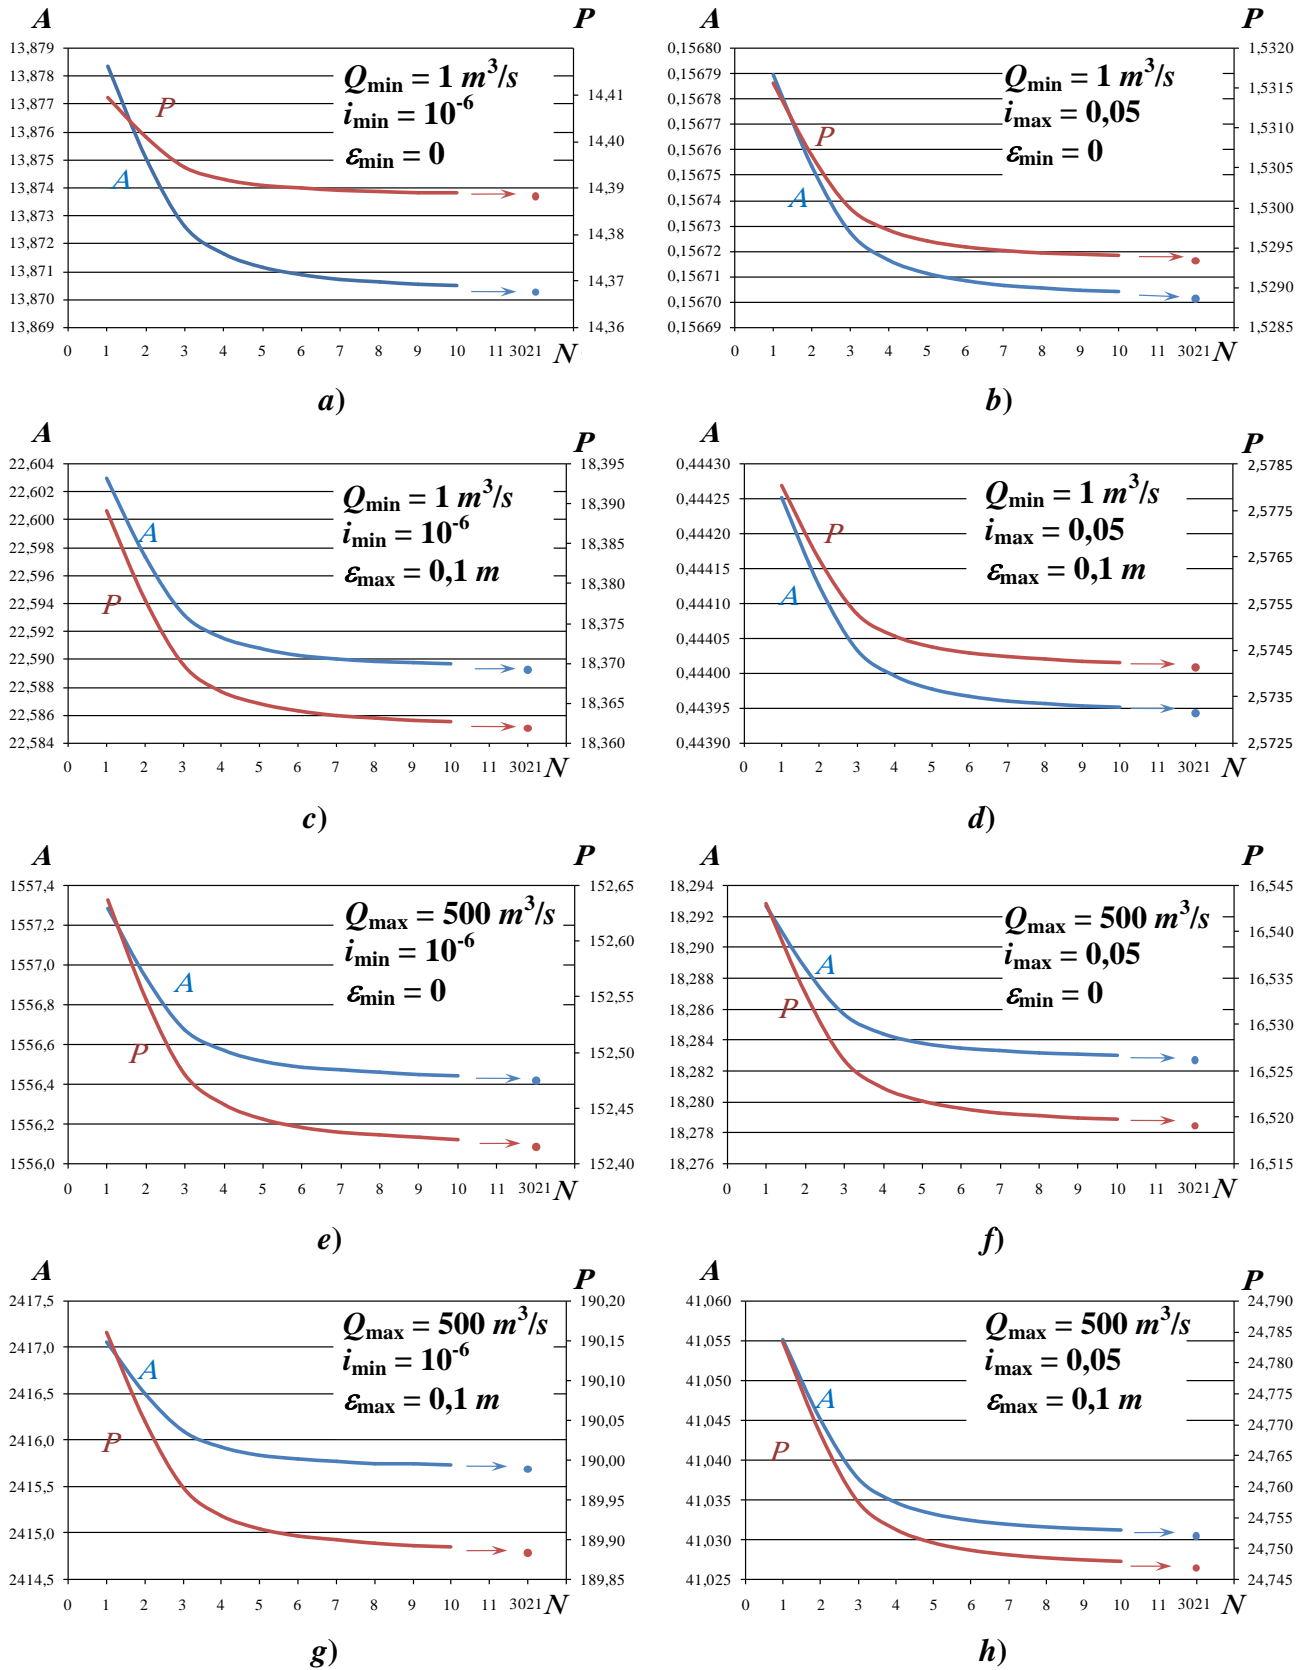 A P
13,879
13,878
13,877
13,876
13,875
13,874
13,873
13,872
13,871
13,870
13,869
14,41
14,40
14,39
14,38
14,37
14,36
Qmin = 1 m³/s
imin = 10⁻⁶
εmin = 0
P
A
0 1 2 3 4 5 6 7 8 9 10 11 3021 N
a)
A P
0,15680
0,15679
0,15678
0,15677
0,15676
0,15675
0,15674
0,15673
0,15672
0,15671
0,15670
0,15669
1,5320
1,5315
1,5310
1,5305
1,5300
1,5295
1,5290
1,5285
Qmin = 1 m³/s
imax = 0,05
εmin = 0
P
A
0 1 2 3 4 5 6 7 8 9 10 11 3021 N
b)
A P
22,604
22,602
22,600
22,598
22,596
22,594
22,592
22,590
22,588
22,586
22,584
18,395
18,390
18,385
18,380
18,375
18,370
18,365
18,360
Qmin = 1 m³/s
imin = 10⁻⁶
εmax = 0,1 m
A
P
0 1 2 3 4 5 6 7 8 9 10 11 3021 N
c)
A P
0,44430
0,44425
0,44420
0,44415
0,44410
0,44405
0,44400
0,44395
0,44390
2,5785
2,5775
2,5765
2,5755
2,5745
2,5735
2,5725
Qmin = 1 m³/s
imax = 0,05
εmax = 0,1 m
P
A
0 1 2 3 4 5 6 7 8 9 10 11 3021 N
d)
A P
1557,4
1557,2
1557,0
1556,8
1556,6
1556,4
1556,2
1556,0
152,65
152,60
152,55
152,50
152,45
152,40
Qmax = 500 m³/s
imin = 10⁻⁶
εmin = 0
A
P
0 1 2 3 4 5 6 7 8 9 10 11 3021 N
e)
A P
18,294
18,292
18,290
18,288
18,286
18,284
18,282
18,280
18,278
18,276
16,545
16,540
16,535
16,530
16,525
16,520
16,515
Qmax = 500 m³/s
imax = 0,05
εmin = 0
A
P
0 1 2 3 4 5 6 7 8 9 10 11 3021 N
f)
A P
2417,5
2417,0
2416,5
2416,0
2415,5
2415,0
2414,5
190,20
190,15
190,10
190,05
190,00
189,95
189,90
189,85
Qmax = 500 m³/s
imin = 10⁻⁶
εmax = 0,1 m
A
P
0 1 2 3 4 5 6 7 8 9 10 11 3021 N
g)
A P
41,060
41,055
41,050
41,045
41,040
41,035
41,030
41,025
24,790
24,785
24,780
24,775
24,770
24,765
24,760
24,755
24,750
24,745
Qmax = 500 m³/s
imax = 0,05
εmax = 0,1 m
A
P
0 1 2 3 4 5 6 7 8 9 10 11 3021 N
h)